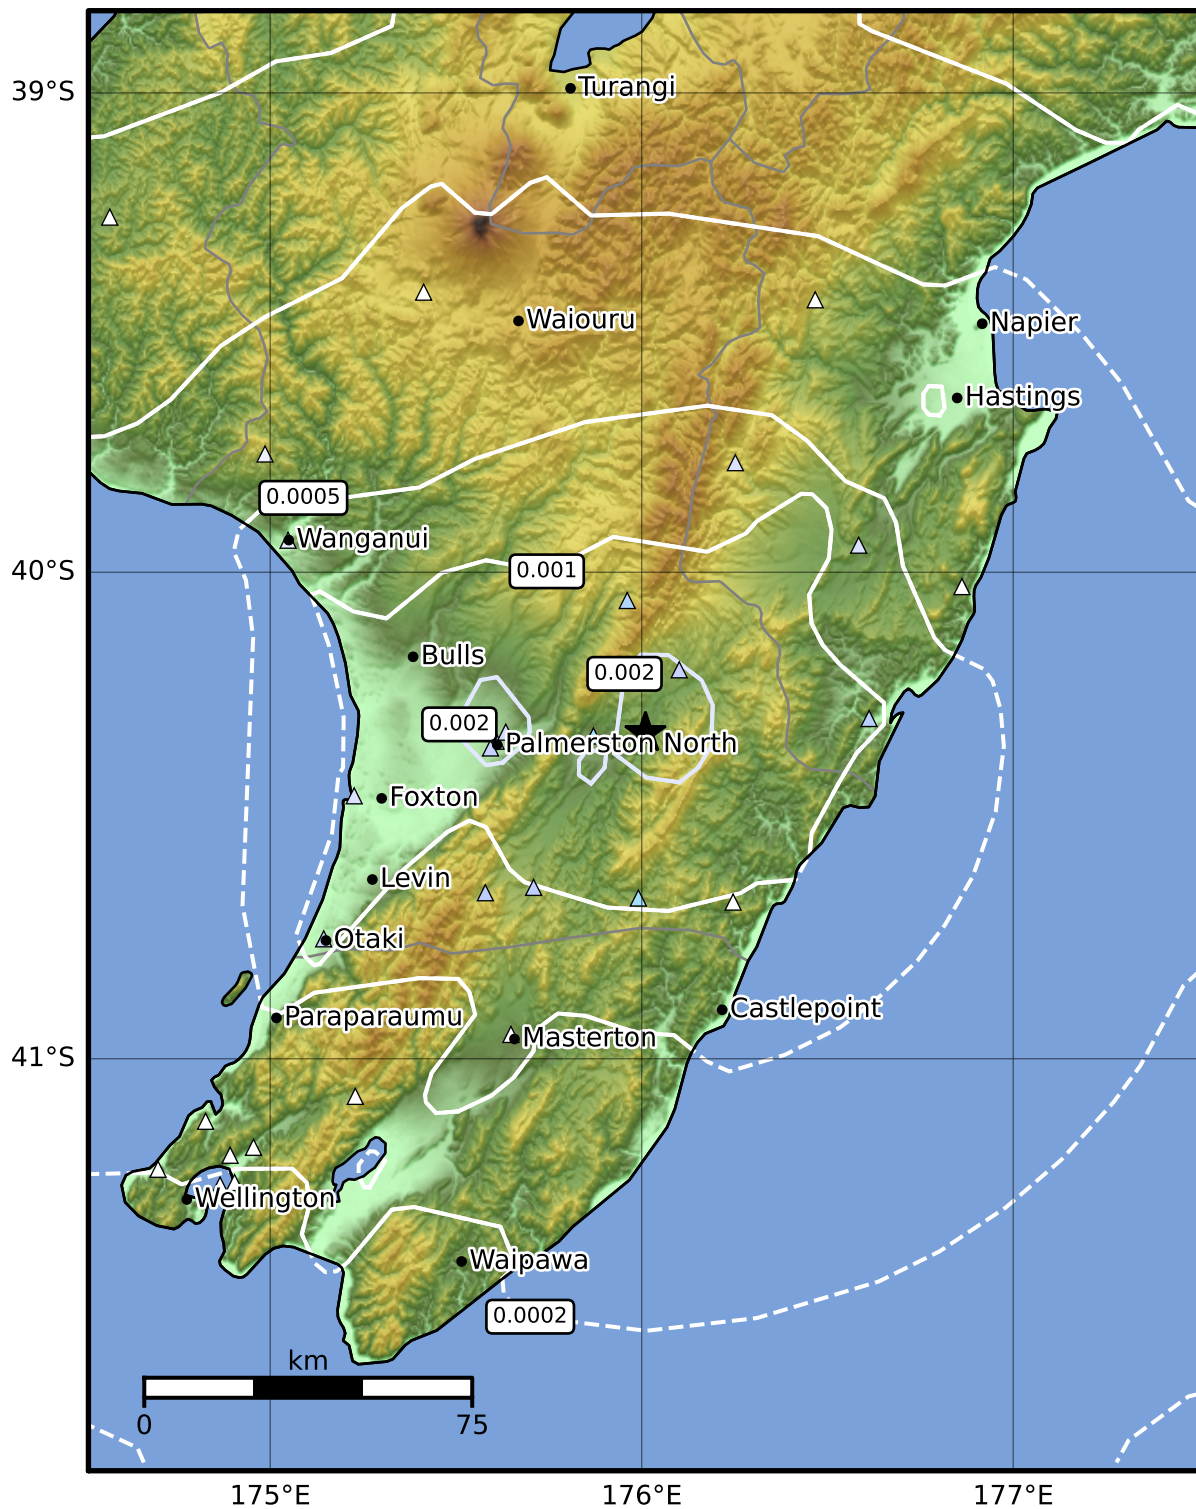 39°S
Turangi
Waiouru
Napier
Hastings
0.0005
Wanganui
40°S
0.001
Bulls
0.002
0.002
Palmerston North
Foxton
Levin
Otaki
Castlepoint
Paraparaumu
Masterton
41°S
Wellington
Waipawa
0.0002
km
0 75
175°E 176°E 177°E